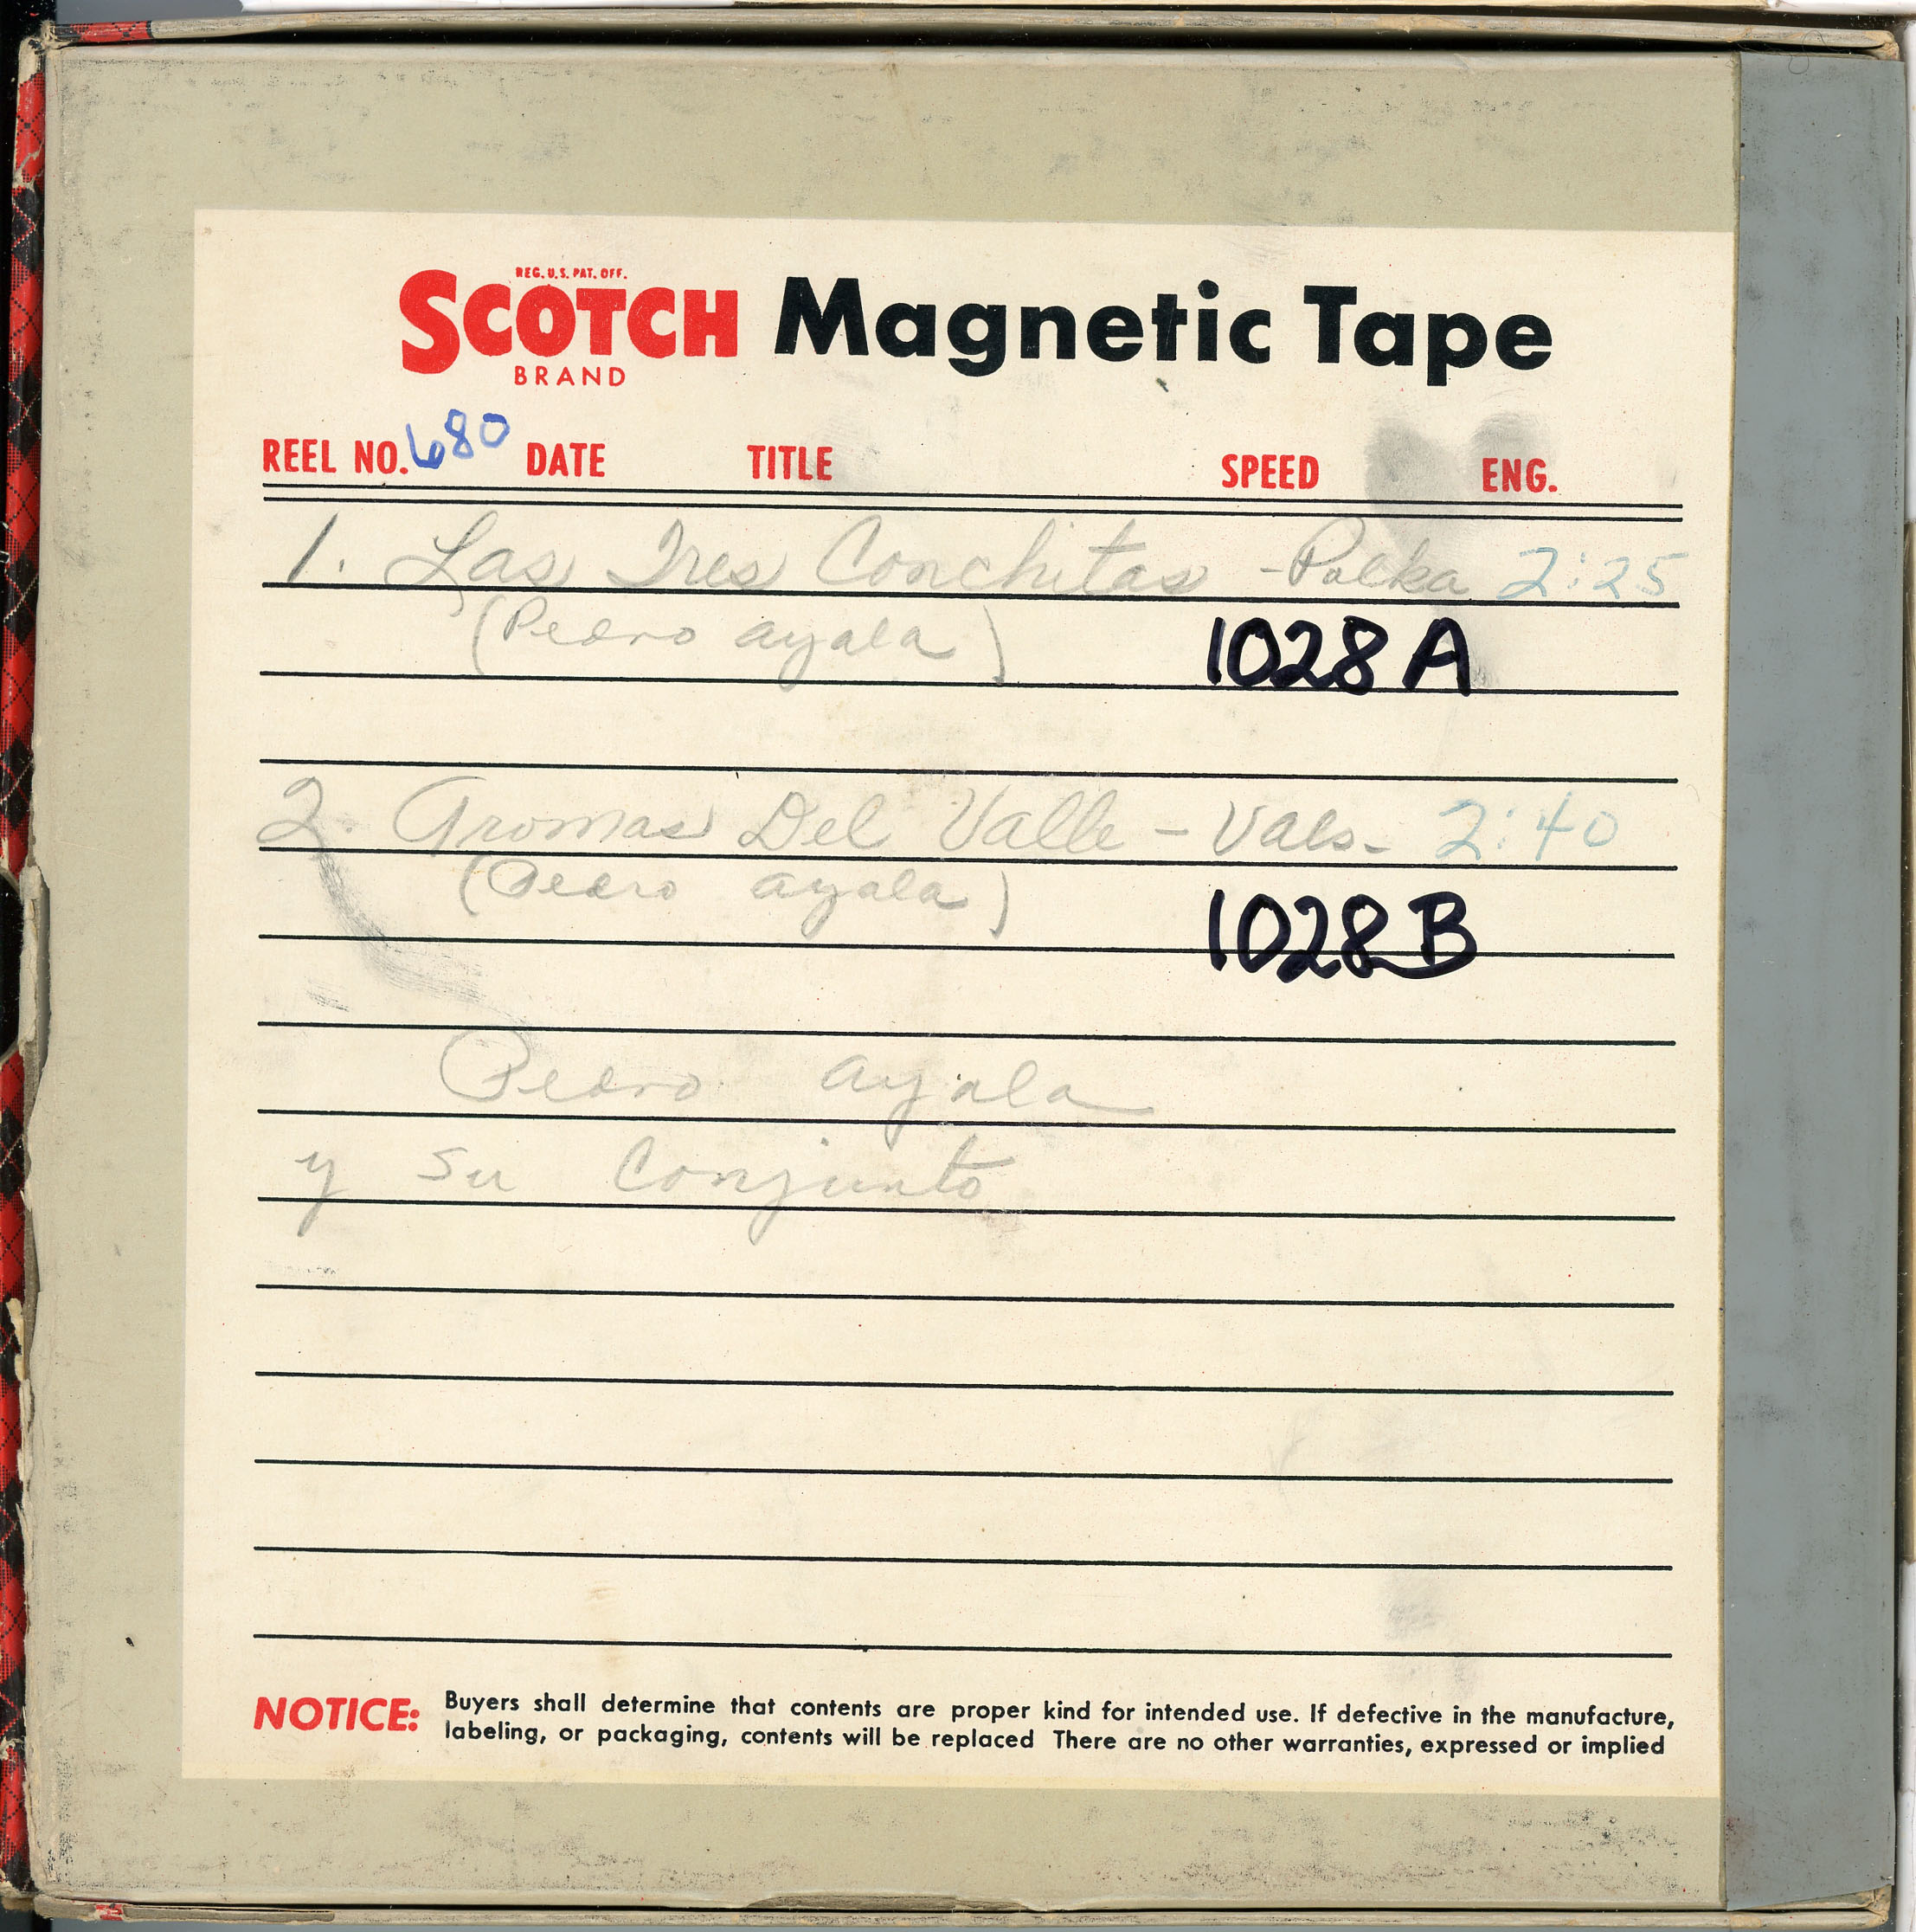 REG. U.S. PAT. OFF.
SCOTCH Magnetic Tape
BRAND
REEL NO. 680 DATE TITLE SPEED ENG.
1. Las Tres Conchitas - Polka 2:25
(Pedro Ayala) 1028 A
2. Aromas Del Valle - Vals- 2:40
(Pedro Ayala) 1028 B
Pedro Ayala
y su Conjunto
NOTICE: Buyers shall determine that contents are proper kind for intended use. If defective in the manufacture,
labeling, or packaging, contents will be replaced There are no other warranties, expressed or implied